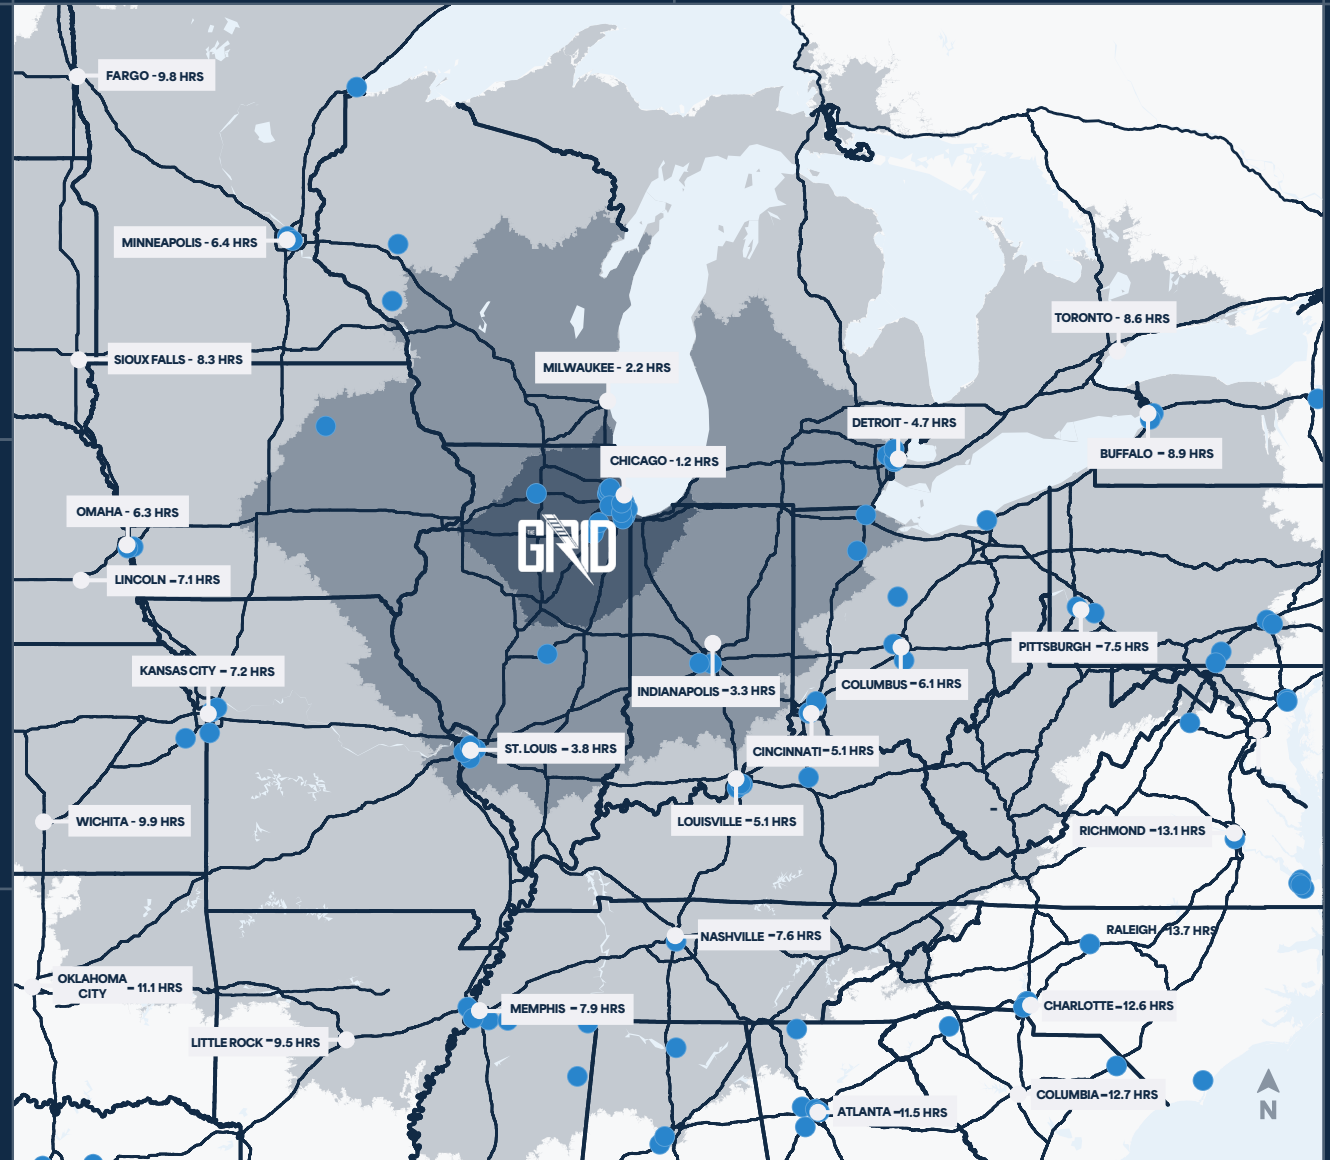 FARGO - 9.8 HRS
MINNEAPOLIS - 6.4 HRS
TORONTO - 8.6 HRS
SIOUX FALLS - 8.3 HRS
MILWAUKEE - 2.2 HRS
DETROIT - 4.7 HRS
BUFFALO - 8.9 HRS
CHICAGO - 1.2 HRS
OMAHA - 6.3 HRS
GRID
LINCOLN - 7.1 HRS
PITTSBURGH - 7.5 HRS
KANSAS CITY - 7.2 HRS
COLUMBUS - 6.1 HRS
INDIANAPOLIS - 3.3 HRS
ST. LOUIS - 3.8 HRS
CINCINNATI - 5.1 HRS
WICHITA - 9.9 HRS
LOUISVILLE - 5.1 HRS
RICHMOND - 13.1 HRS
RALEIGH - 13.7 HRS
NASHVILLE - 7.6 HRS
OKLAHOMA
CITY - 11.1 HRS
MEMPHIS - 7.9 HRS
CHARLOTTE - 12.6 HRS
LITTLE ROCK - 9.5 HRS
COLUMBIA - 12.7 HRS
ATLANTA - 11.5 HRS
N